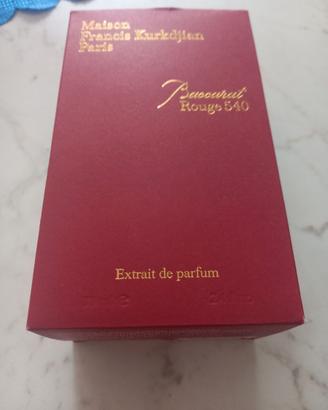 Maison
Francis Kurkdjian
Paris
Baccarat
Rouge 540
Extrait de parfum